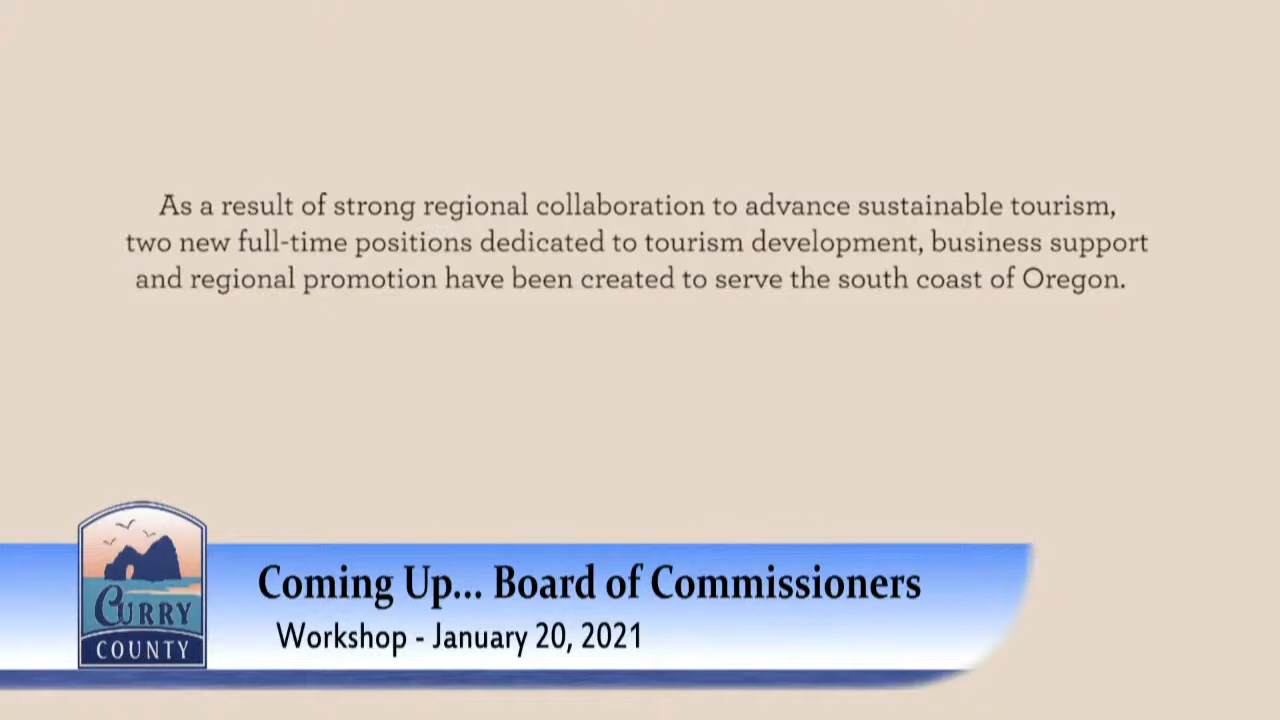 As a result of strong regional collaboration to advance sustainable tourism,
two new full-time positions dedicated to tourism development, business support
and regional promotion have been created to serve the south coast of Oregon.
Coming Up... Board of Commissioners
Workshop - January 20, 2021
CURRY
COUNTY